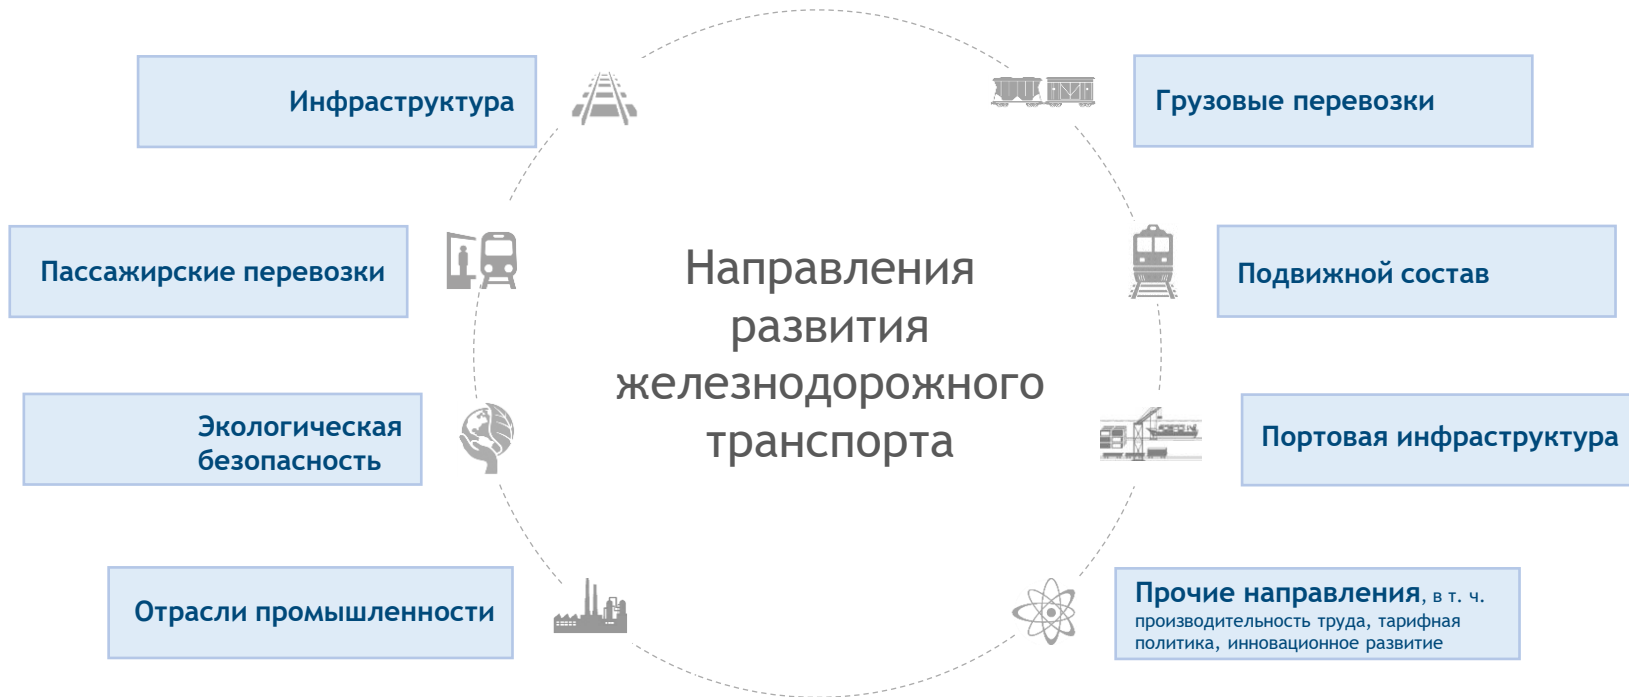 Инфраструктура
Грузовые перевозки
Пассажирские перевозки
Направления
развития
железнодорожного
транспорта
Подвижной состав
Экологическая
безопасность
Портовая инфраструктура
Отрасли промышленности
Прочие направления, в т. ч.
производительность труда, тарифная
политика, инновационное развитие